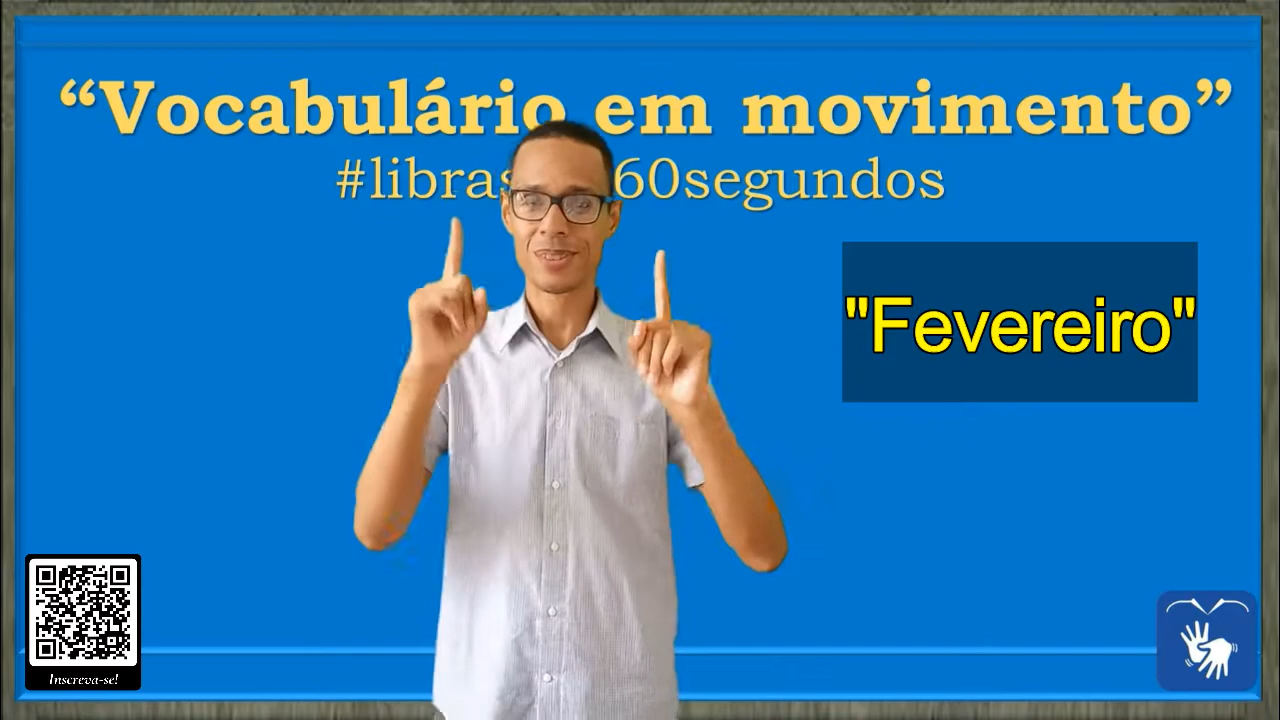 “Vocabulário em movimento”
#libras 60segundos
"Fevereiro"
Inscreva-se!